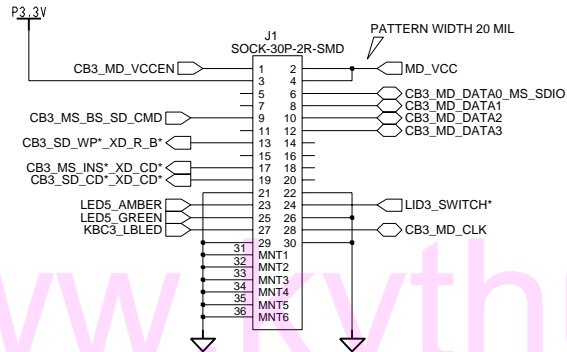 P3.3V
PATTERN WIDTH 20 MIL
J1
SOCK-30P-2R-SMD
CB3_MD_VCCEN 1 2 MD_VCC
3 4
5 6 CB3_MD_DATA0_MS_SDIO
7 8 CB3_MD_DATA1
CB3_MS_BS_SD_CMD 9 10 CB3_MD_DATA2
11 12 CB3_MD_DATA3
CB3_SD_WP*_XD_R_B* 13 14
15 16
CB3_MS_INS*_XD_CD* 17 18
CB3_SD_CD*_XD_CD* 19 20
21 22
LED5_AMBER 23 24 LID3_SWITCH*
LED5_GREEN 25 26
KBC3_LBLED 27 28 CB3_MD_CLK
29 30
31 MNT1
32 MNT2
33 MNT3
34 MNT4
35 MNT5
36 MNT6